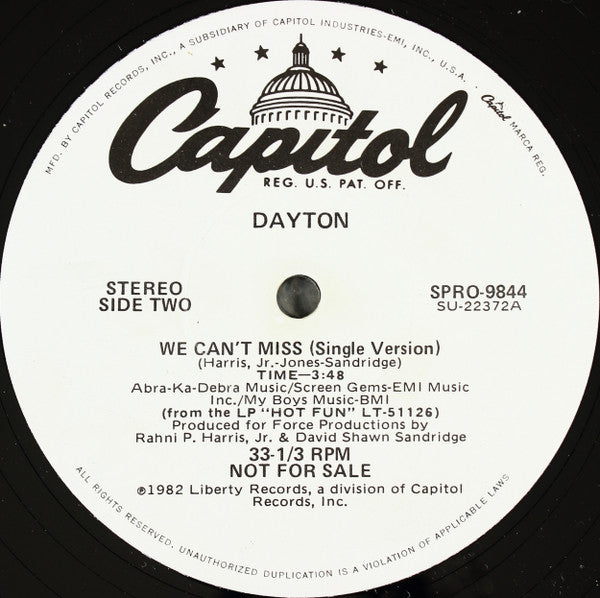 MFD. BY CAPITOL RECORDS, INC., A SUBSIDIARY OF CAPITOL INDUSTRIES-EMI, INC., U.S.A.
Capitol MARCA REG.
Capitol
REG. U.S. PAT. OFF.
DAYTON
STEREO
SIDE TWO
SPRO-9844
SU-22372A
WE CAN'T MISS (Single Version)
(Harris, Jr.-Jones-Sandridge)
TIME—3:48
Abra-Ka-Debra Music/Screen Gems-EMI Music
Inc./My Boys Music-BMI
(from the LP "HOT FUN" LT-51126)
Produced for Force Productions by
Rahni P. Harris, Jr. & David Shawn Sandridge
33-1/3 RPM
NOT FOR SALE
℗1982 Liberty Records, a division of Capitol
Records, Inc.
ALL RIGHTS RESERVED. UNAUTHORIZED DUPLICATION IS A VIOLATION OF APPLICABLE LAWS